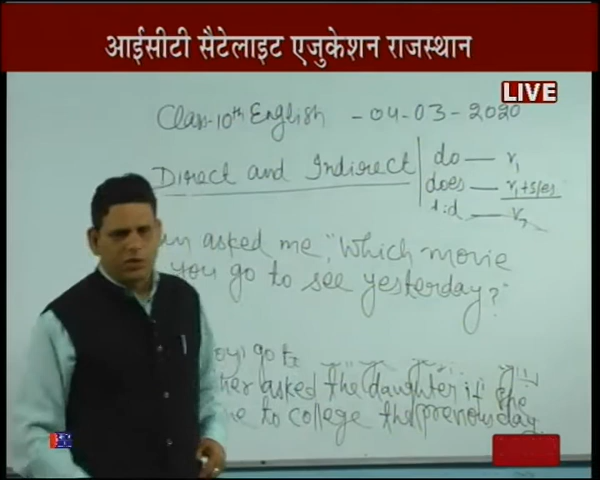 आईसीटी सैटेलाइट एजुकेशन राजस्थान
LIVE
Class-10th English - 04-03-2020
Direct and Indirect
do — V1
does — V1+s/es
did — V2
asked me, "Which movie
you go to see yesterday?"
go to
asked the daughter if she
to college the previous day.